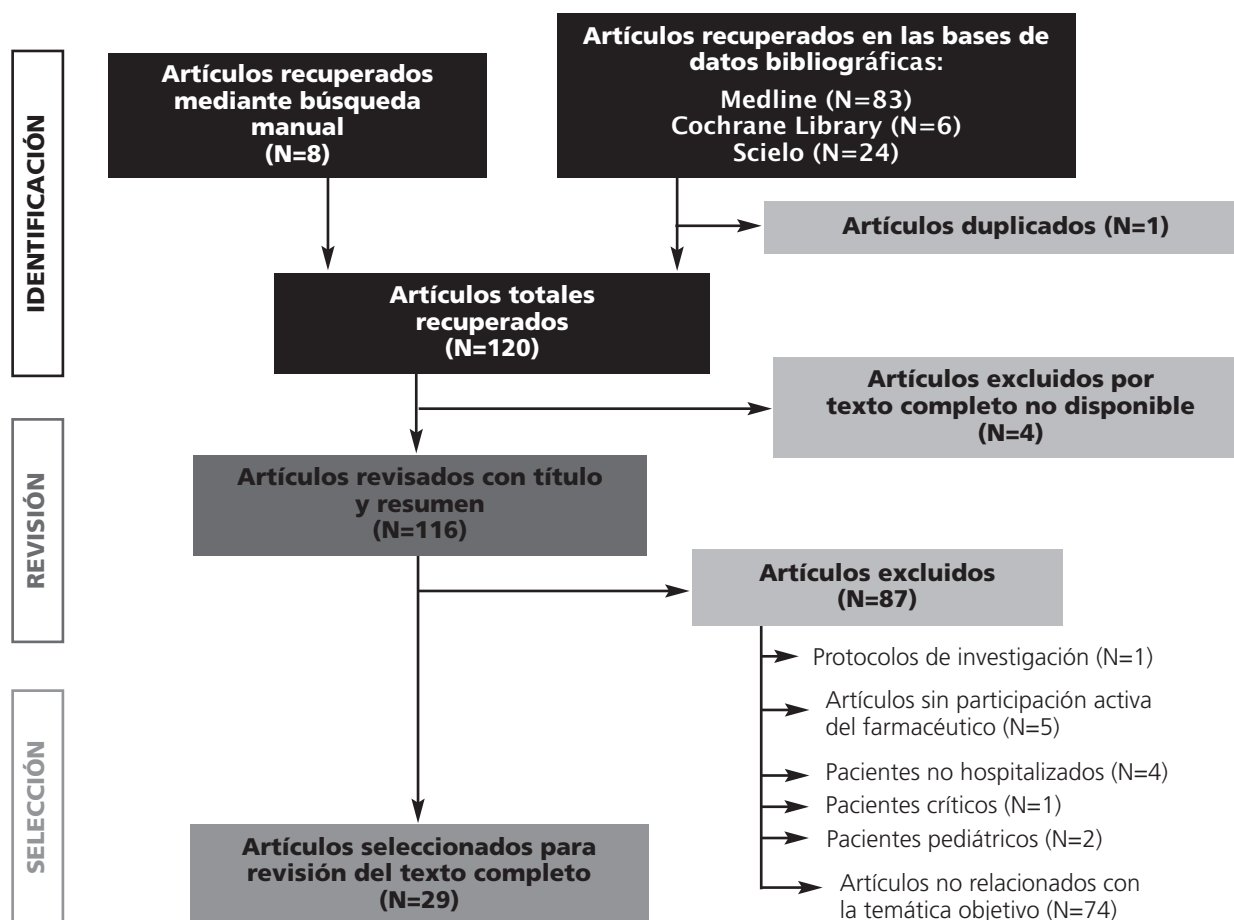 IDENTIFICACIÓN
Artículos recuperados
mediante búsqueda
manual
(N=8)
Artículos recuperados en las bases de
datos bibliográficas:
Medline (N=83)
Cochrane Library (N=6)
Scielo (N=24)
Artículos duplicados (N=1)
Artículos totales
recuperados
(N=120)
Artículos excluidos por
texto completo no disponible
(N=4)
REVISIÓN
Artículos revisados con título
y resumen
(N=116)
Artículos excluidos
(N=87)
Protocolos de investigación (N=1)
Artículos sin participación activa
del farmacéutico (N=5)
Pacientes no hospitalizados (N=4)
Pacientes críticos (N=1)
Pacientes pediátricos (N=2)
Artículos no relacionados con
la temática objetivo (N=74)
SELECCIÓN
Artículos seleccionados para
revisión del texto completo
(N=29)